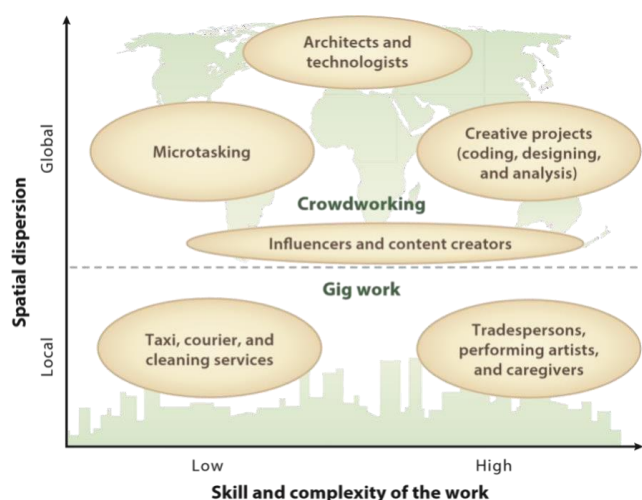 Architects and
technologists
Microtasking
Creative projects
(coding, designing,
and analysis)
Crowdworking
Influencers and content creators
Gig work
Taxi, courier, and
cleaning services
Tradespersons,
performing artists,
and caregivers
Spatial dispersion
Global
Local
Low
High
Skill and complexity of the work